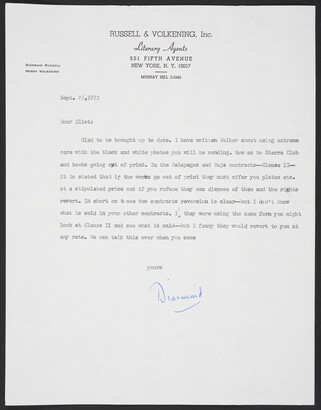 RUSSELL & VOLKENING, Inc.
Literary Agents
551 FIFTH AVENUE
NEW YORK, N. Y. 10017
MURRAY HILL 2-5340
DIARMUID RUSSELL
HENRY VOLKENING
Sept. 25,1972
Dear Eliot:
Glad to be brought up to date. I have written Walker about using extreme
care with the black and white photos you will be sending. Now as to Sierra Club
and books going out of print. In the Galapagos and Baja contracts--Clause II--
it is stated that if the works go out of print they must offer you plates etc.
at a stipulated price and if you refuse they can dispose of them and the rights
revert. In short on these two contracts reversion is clear--but I don't know
what is said in your other contracts. If they were using the same form you might
look at Clause II and see what is said--but I fancy they would revert to you at
any rate. We can talk this over when you come
yours
Diarmuid